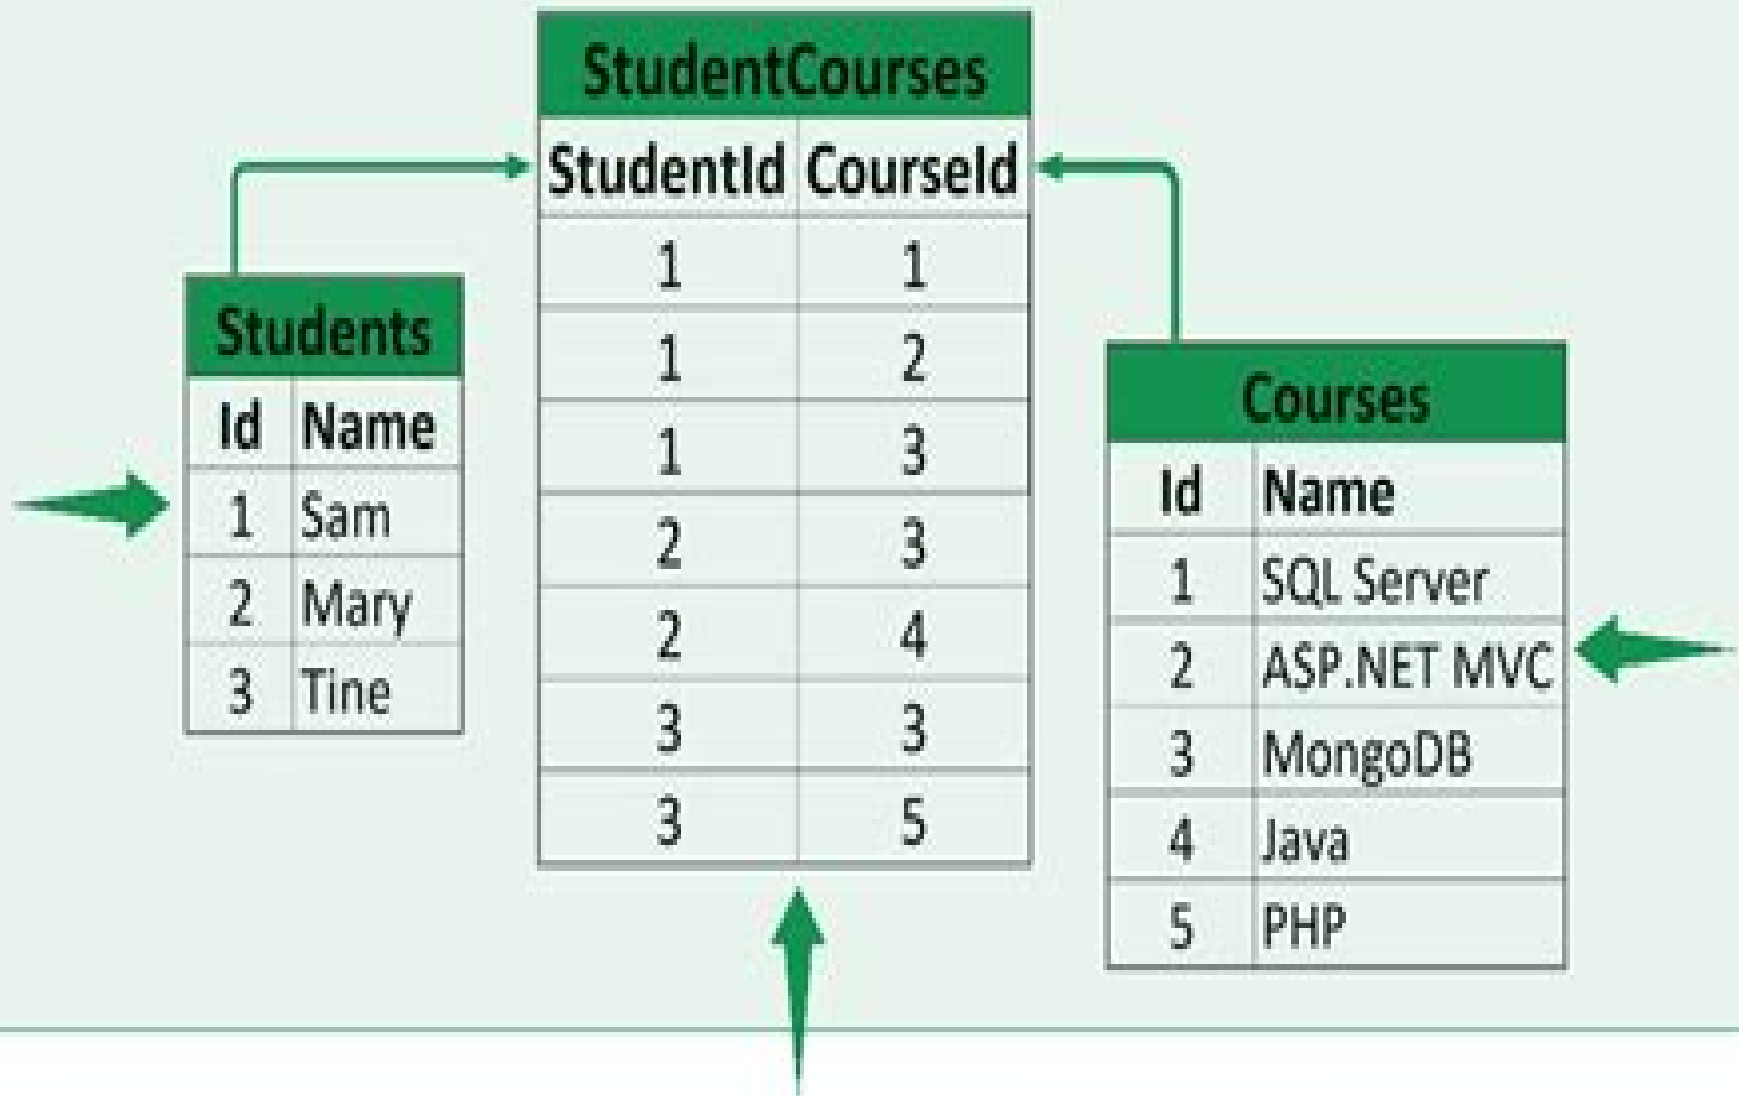 StudentCourses
StudentId CourseId
1 1
1 2
1 3
2 3
2 4
3 3
3 5
Students
Id Name
1 Sam
2 Mary
3 Tine
Courses
Id Name
1 SQL Server
2 ASP.NET MVC
3 MongoDB
4 Java
5 PHP